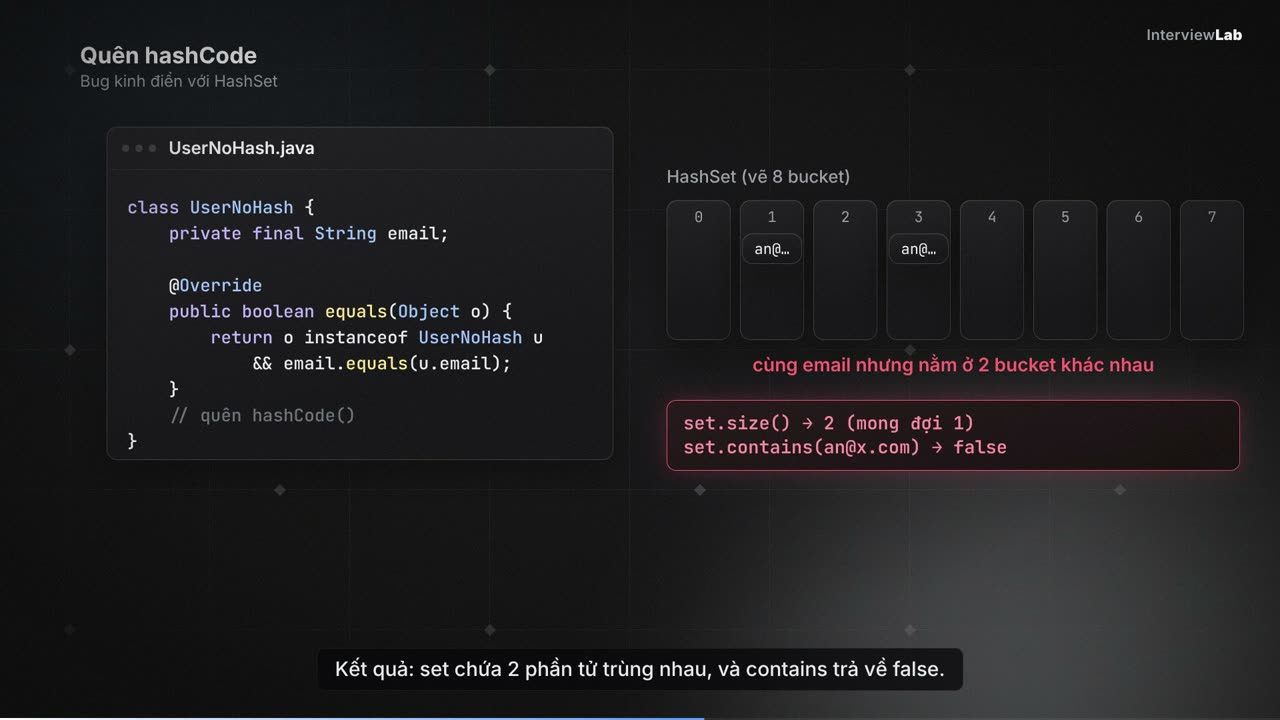 Quên hashCode
Bug kinh điển với HashSet
InterviewLab
UserNoHash.java
class UserNoHash {
    private final String email;

    @Override
    public boolean equals(Object o) {
        return o instanceof UserNoHash u
            && email.equals(u.email);
    }
    // quên hashCode()
}
HashSet (vẽ 8 bucket)
0 1 2 3 4 5 6 7
an@… an@…
cùng email nhưng nằm ở 2 bucket khác nhau
set.size() → 2 (mong đợi 1)
set.contains(an@x.com) → false
Kết quả: set chứa 2 phần tử trùng nhau, và contains trả về false.